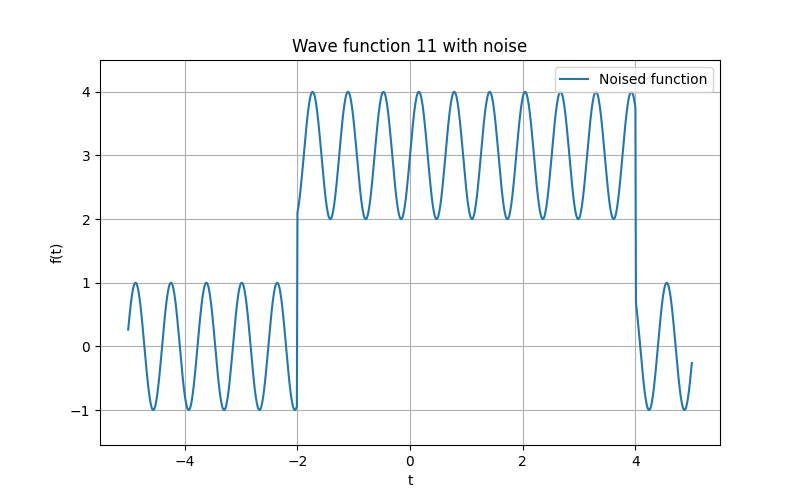 Wave function 11 with noise
Noised function
f(t)
4
3
2
1
0
−1
−4
−2
0
2
4
t